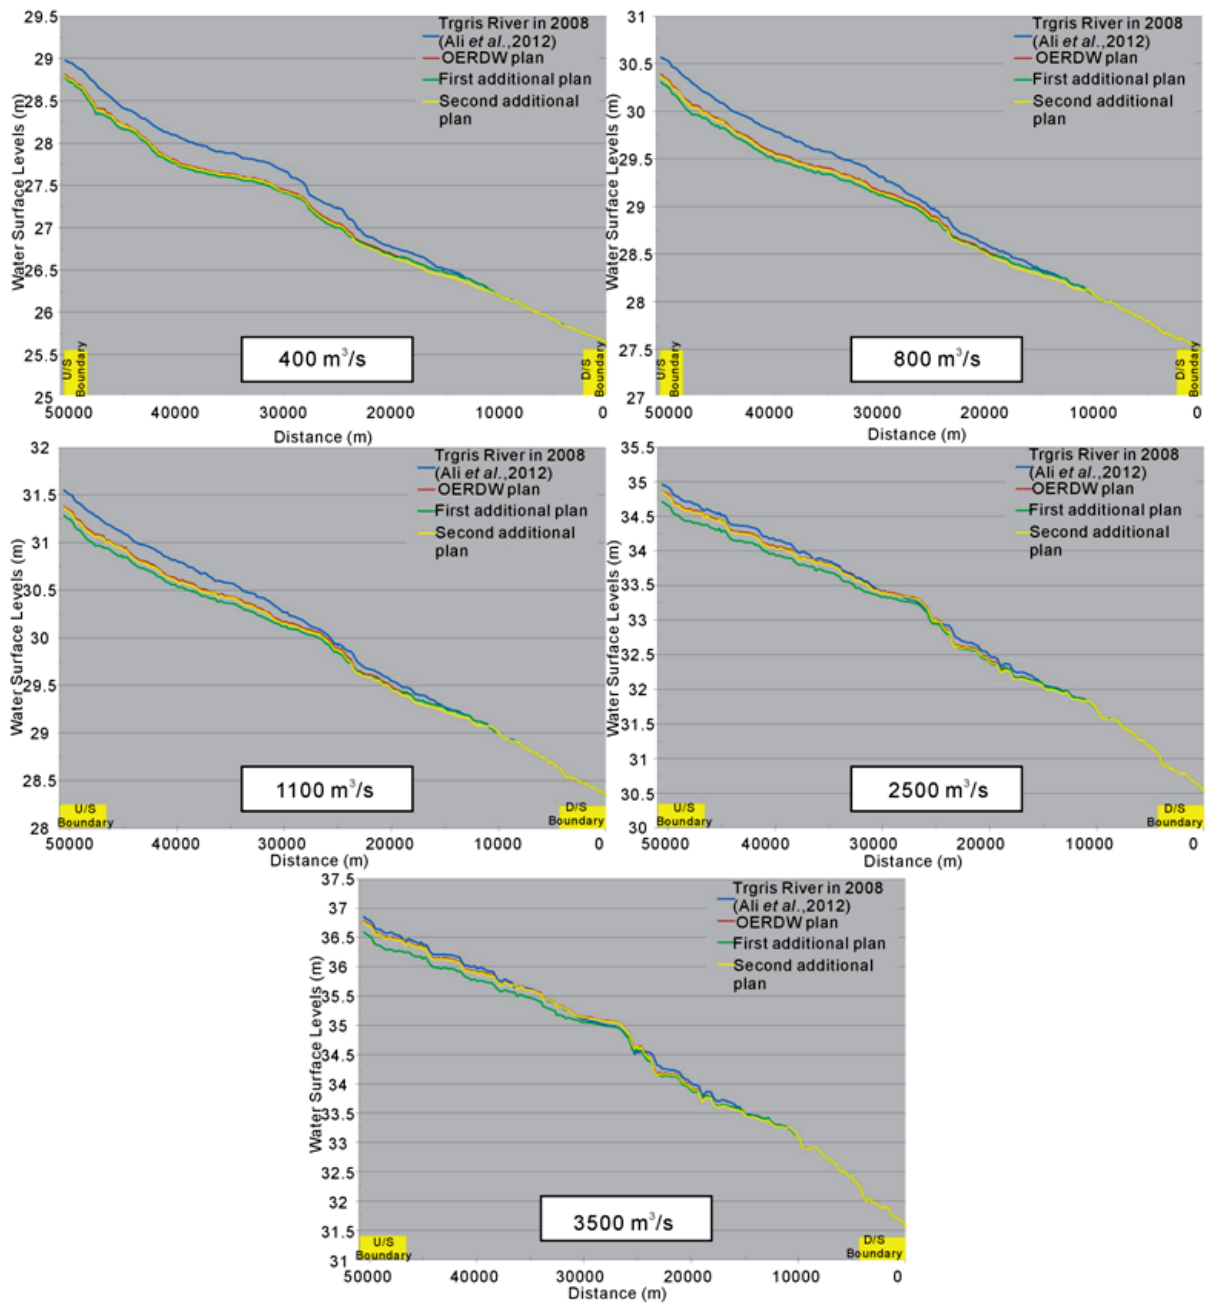 29.5
29
28.5
28
27.5
27
26.5
26
25.5
25
Water Surface Levels (m)
Trgris River in 2008
(Ali et al.,2012)
OERDW plan
First additional plan
Second additional
plan
400 m³/s
U/S
Boundary
D/S
Boundary
50000 40000 30000 20000 10000 0
Distance (m)
31
30.5
30
29.5
29
28.5
28
27.5
27
Water Surface Levels (m)
Trgris River in 2008
(Ali et al.,2012)
OERDW plan
First additional plan
Second additional
plan
800 m³/s
U/S
Boundary
D/S
Boundary
50000 40000 30000 20000 10000 0
Distance (m)
32
31.5
31
30.5
30
29.5
29
28.5
28
Water Surface Levels (m)
Trgris River in 2008
(Ali et al.,2012)
OERDW plan
First additional plan
Second additional
plan
1100 m³/s
U/S
Boundary
D/S
Boundary
50000 40000 30000 20000 10000 0
Distance (m)
35.5
35
34.5
34
33.5
33
32.5
32
31.5
31
30.5
30
Water Surface Levels (m)
Trgris River in 2008
(Ali et al.,2012)
OERDW plan
First additional plan
Second additional
plan
2500 m³/s
U/S
Boundary
D/S
Boundary
50000 40000 30000 20000 10000 0
Distance (m)
37.5
37
36.5
36
35.5
35
34.5
34
33.5
33
32.5
32
31.5
31
Water Surface Levels (m)
Trgris River in 2008
(Ali et al.,2012)
OERDW plan
First additional plan
Second additional
plan
3500 m³/s
U/S
Boundary
D/S
Boundary
50000 40000 30000 20000 10000 0
Distance (m)